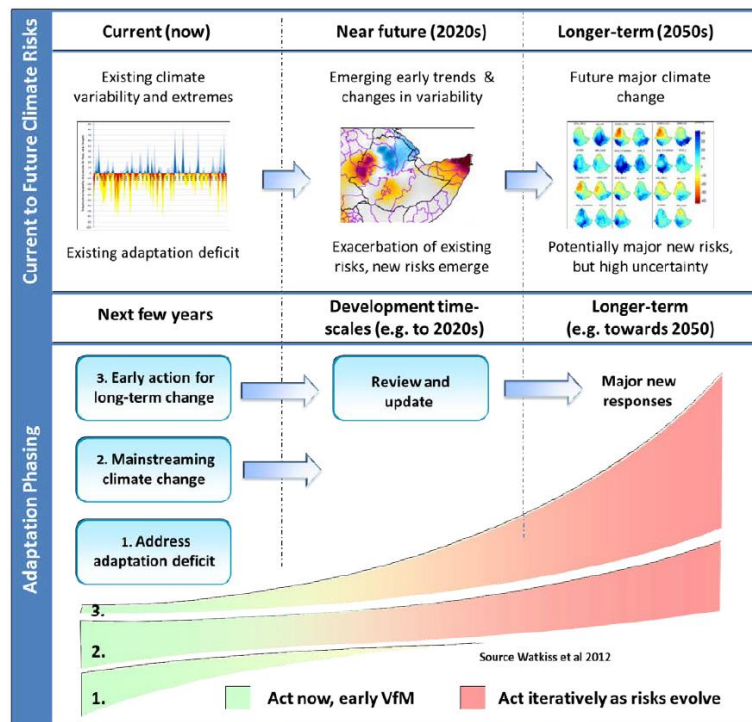 Current to Future Climate Risks
Current (now)
Near future (2020s)
Longer-term (2050s)
Existing climate
variability and extremes
Emerging early trends & 
changes in variability
Future major climate
change
Existing adaptation deficit
Exacerbation of existing
risks, new risks emerge
Potentially major new risks,
but high uncertainty
Adaptation Phasing
Next few years
Development time-
scales (e.g. to 2020s)
Longer-term
(e.g. towards 2050)
3. Early action for
long-term change
Review and
update
Major new
responses
2. Mainstreaming
climate change
1. Address
adaptation deficit
3.
2.
1.
Source Watkiss et al 2012
Act now, early VfM
Act iteratively as risks evolve